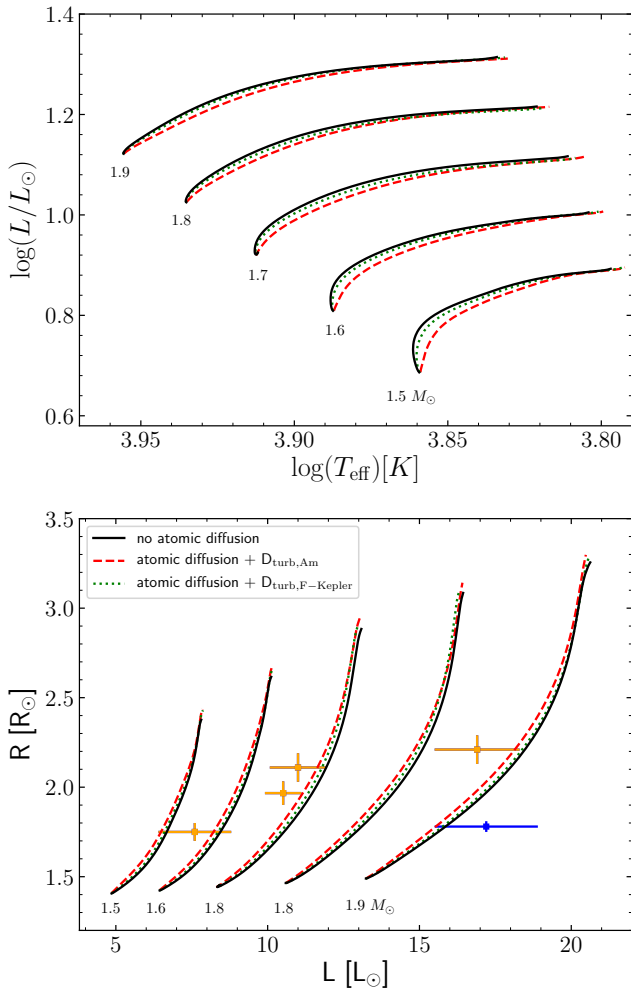 1.4
1.2
1.0
0.8
0.6
log(L/L⊙)
1.9
1.8
1.7
1.6
1.5 M⊙
3.95 3.90 3.85 3.80
log(Teff)[K]
3.5
3.0
2.5
2.0
1.5
R [R⊙]
no atomic diffusion
atomic diffusion + Dturb,Am
atomic diffusion + Dturb,F−Kepler
1.5 1.6 1.8 1.8 1.9 M⊙
5 10 15 20
L [L⊙]